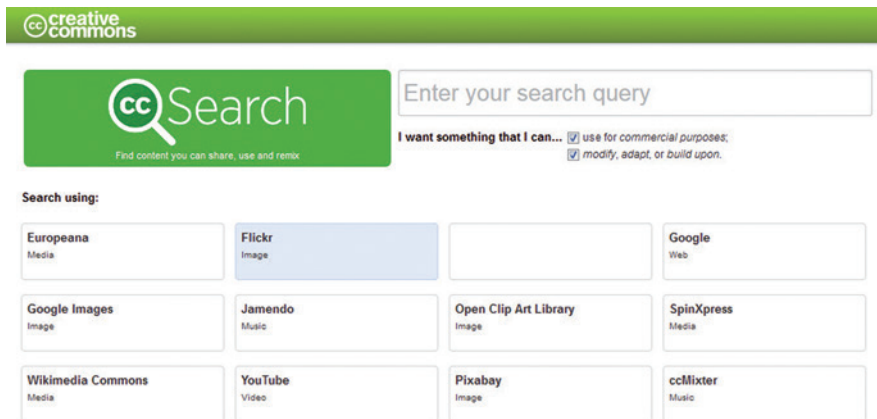 cc creative commons
cc Search
Find content you can share, use and remix
Enter your search query
I want something that I can... use for commercial purposes;
modify, adapt, or build upon.
Search using:
Europeana
Media
Flickr
Image
Google
Web
Google Images
Image
Jamendo
Music
Open Clip Art Library
Image
SpinXpress
Media
Wikimedia Commons
Media
YouTube
Video
Pixabay
Image
ccMixter
Music